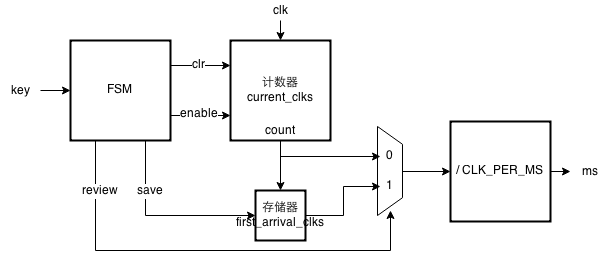 clk
key
FSM
clr
enable
计数器
current_clks
count
0
1
/ CLK_PER_MS
ms
review
save
存储器
first_arrival_clks